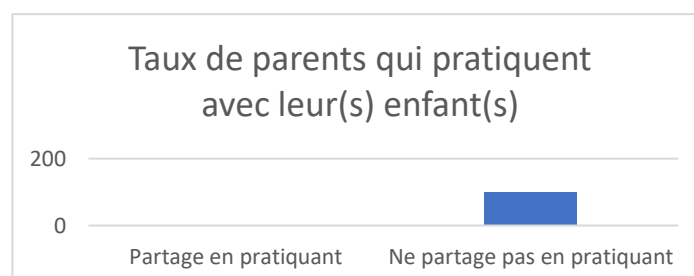 Taux de parents qui pratiquent
avec leur(s) enfant(s)
200
0
Partage en pratiquant
Ne partage pas en pratiquant